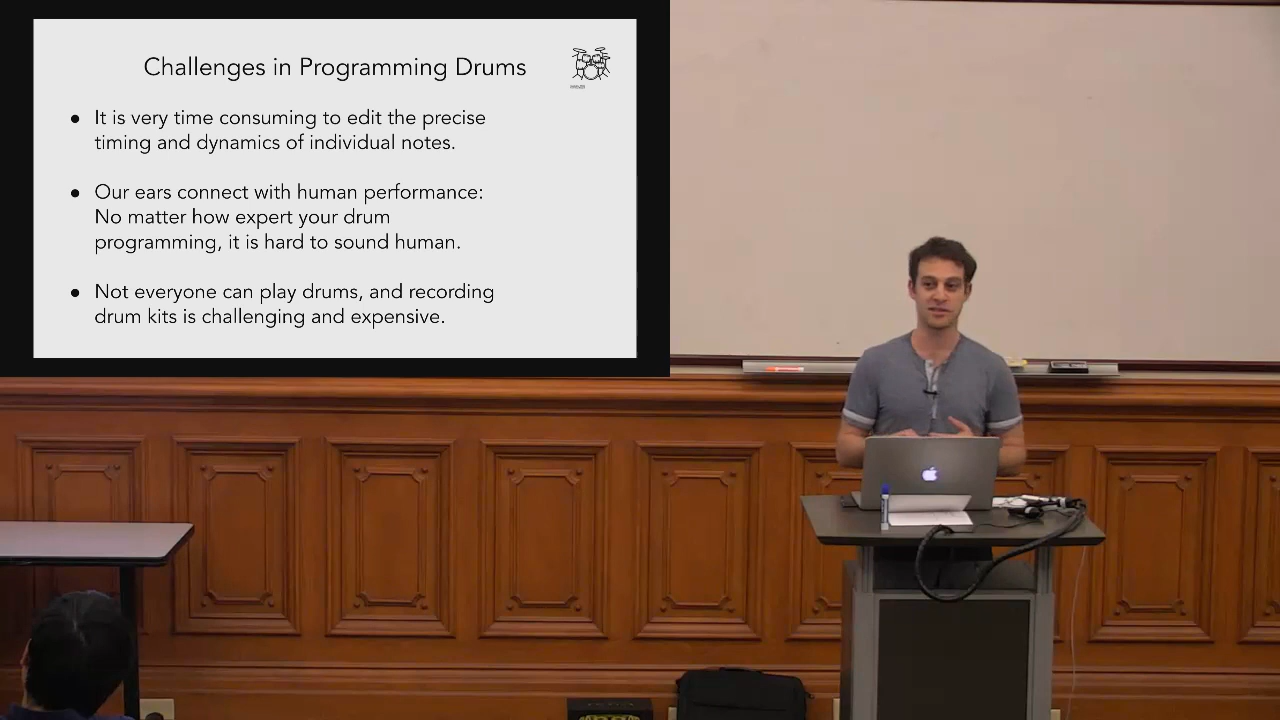 Challenges in Programming Drums
● It is very time consuming to edit the precise
timing and dynamics of individual notes.
● Our ears connect with human performance:
No matter how expert your drum
programming, it is hard to sound human.
● Not everyone can play drums, and recording
drum kits is challenging and expensive.